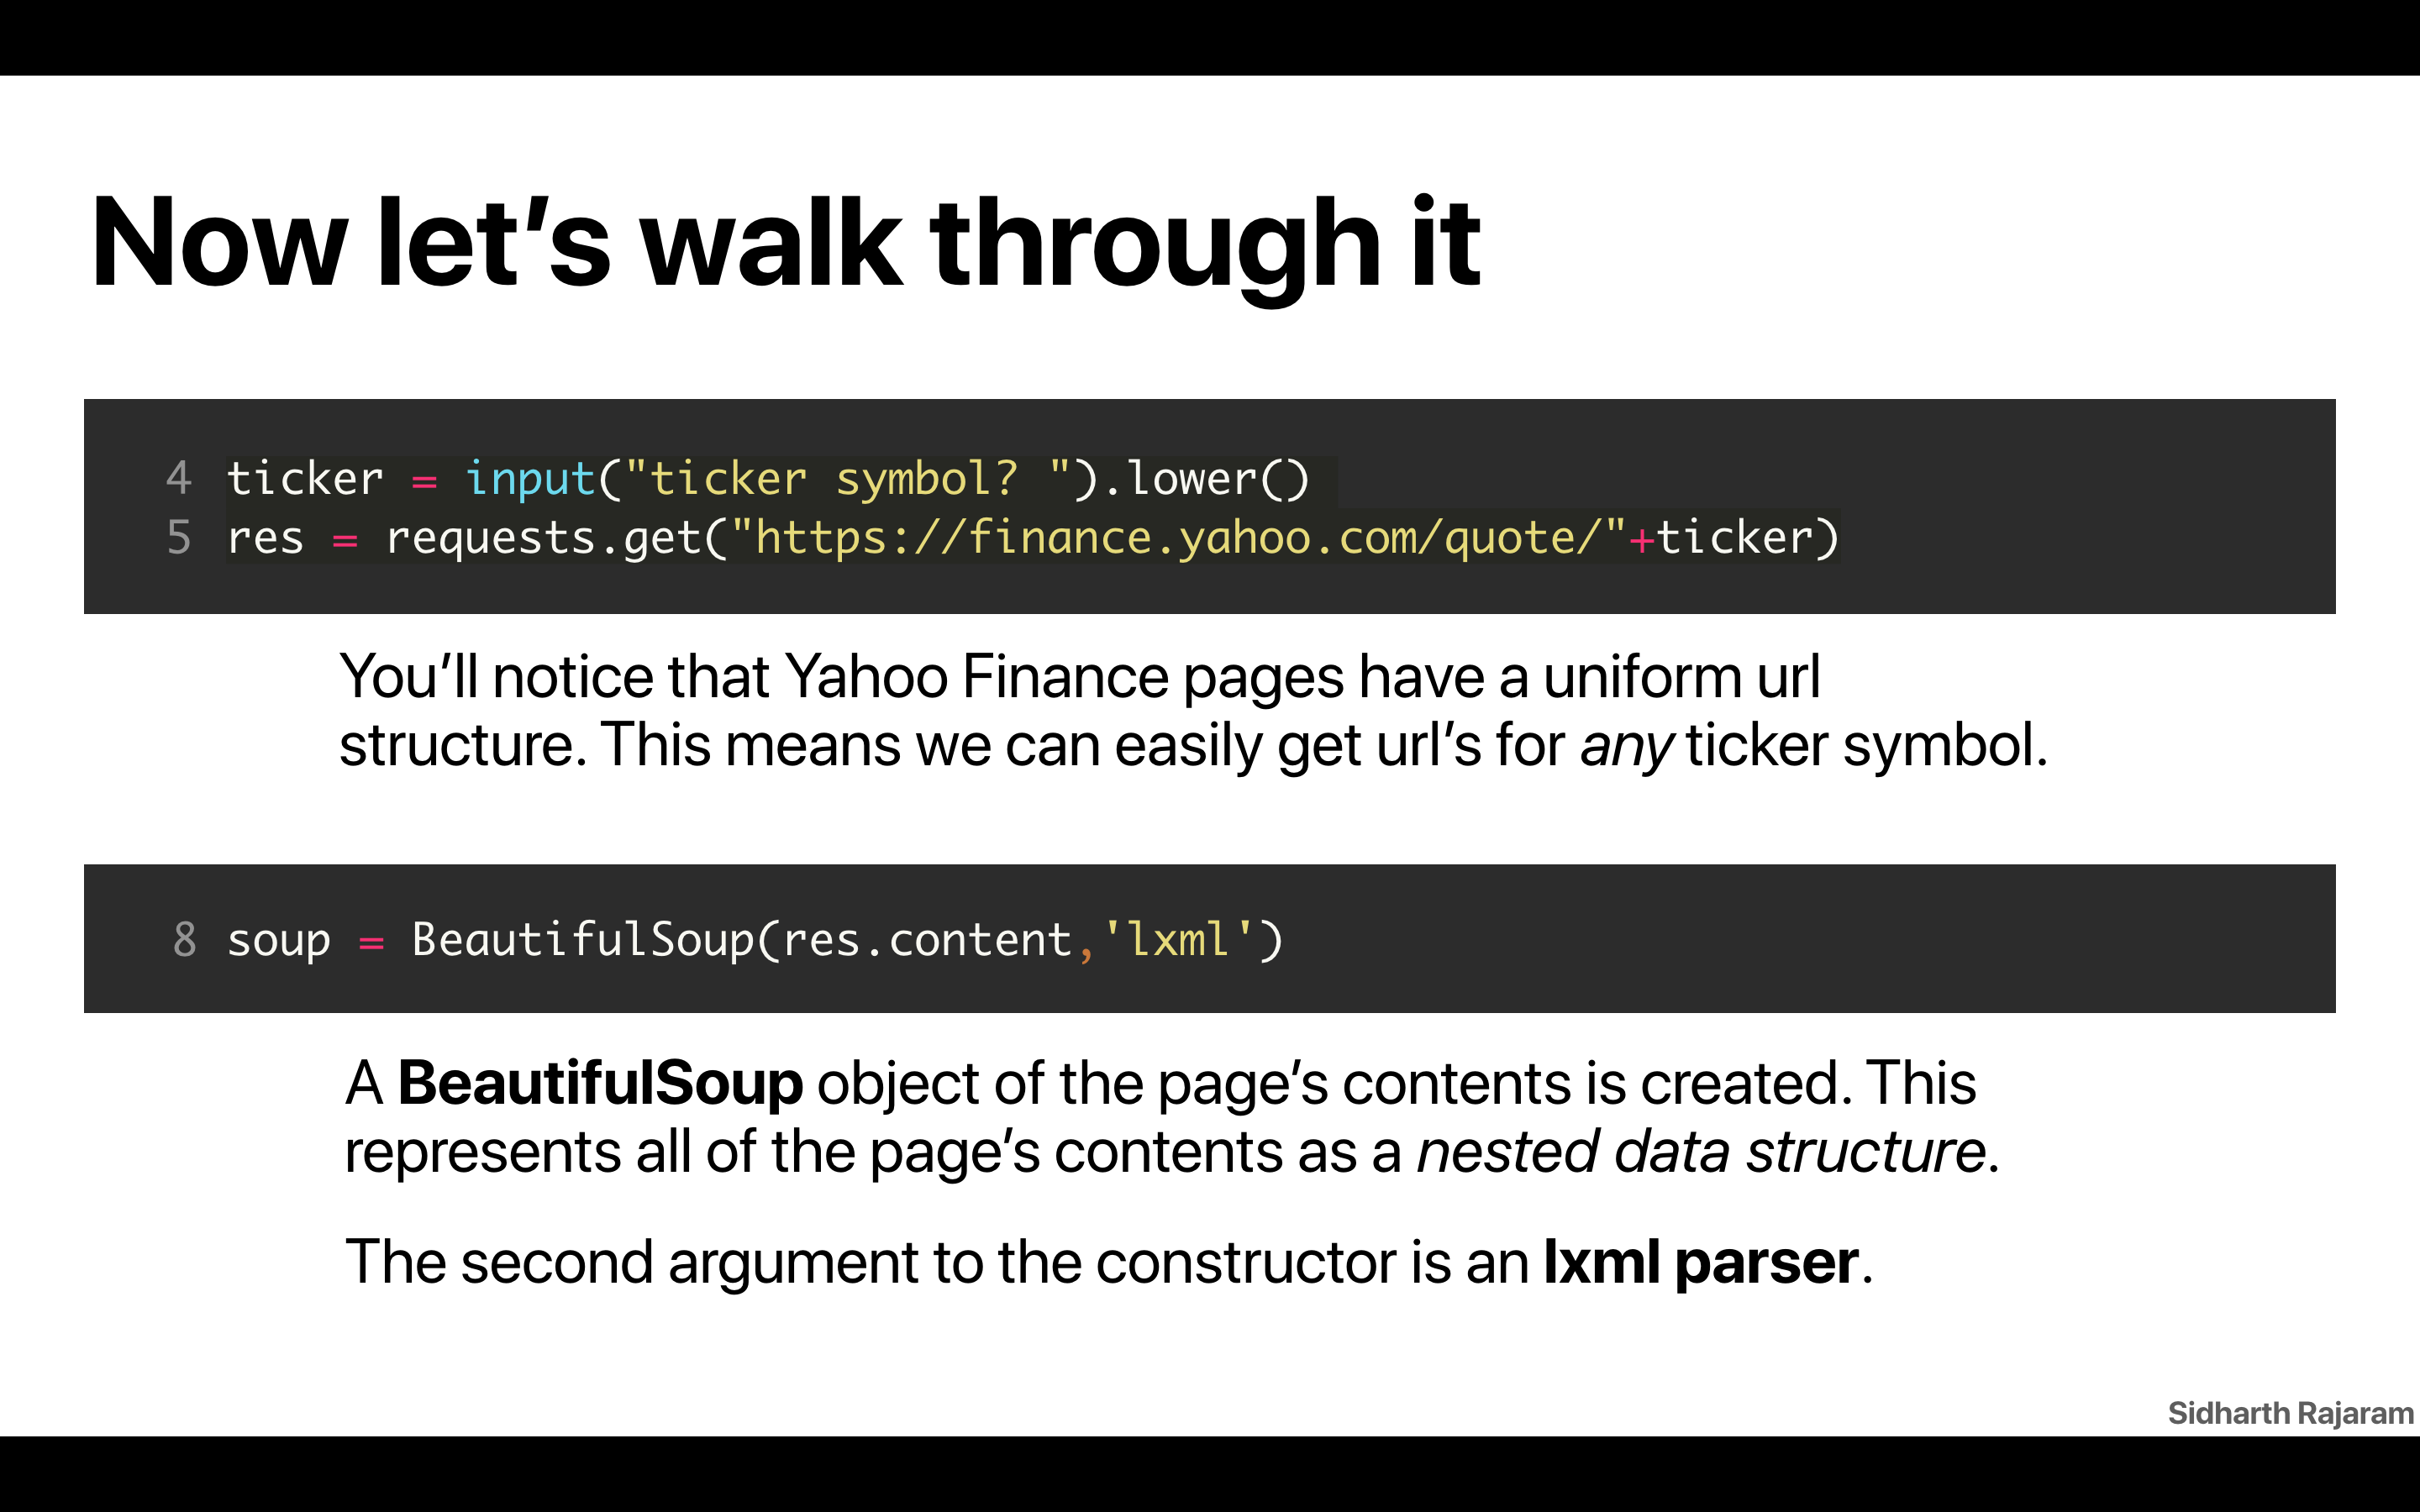 Now let’s walk through it
4 ticker = input("ticker symbol? ").lower()
5 res = requests.get("https://finance.yahoo.com/quote/"+ticker)
You’ll notice that Yahoo Finance pages have a uniform url
structure. This means we can easily get url’s for any ticker symbol.
8 soup = BeautifulSoup(res.content,'lxml')
A BeautifulSoup object of the page’s contents is created. This
represents all of the page’s contents as a nested data structure.
The second argument to the constructor is an lxml parser.
Sidharth Rajaram